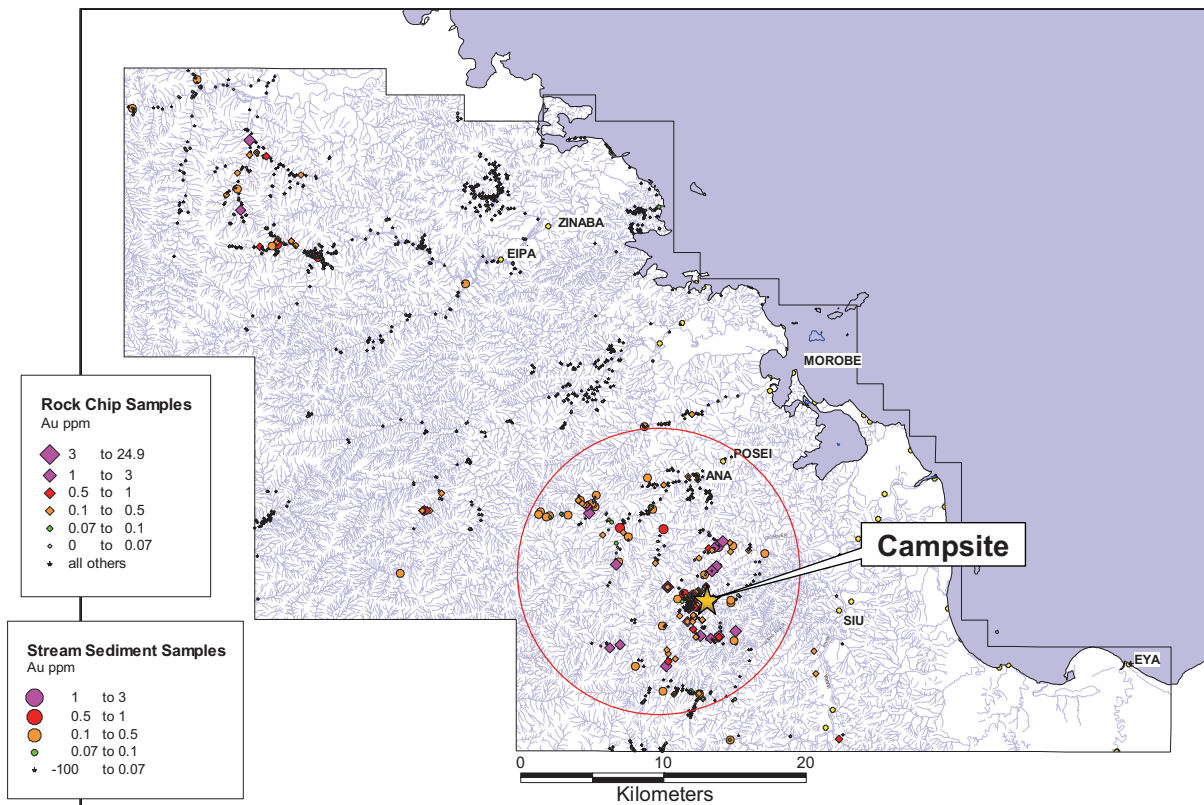 ZINABA
EIPA
MOROBE
POSEI
ANA
Campsite
SIU
EYA
Rock Chip Samples
Au ppm
3 to 24.9
1 to 3
0.5 to 1
0.1 to 0.5
0.07 to 0.1
0 to 0.07
all others
Stream Sediment Samples
Au ppm
1 to 3
0.5 to 1
0.1 to 0.5
0.07 to 0.1
-100 to 0.07
0 10 20
Kilometers